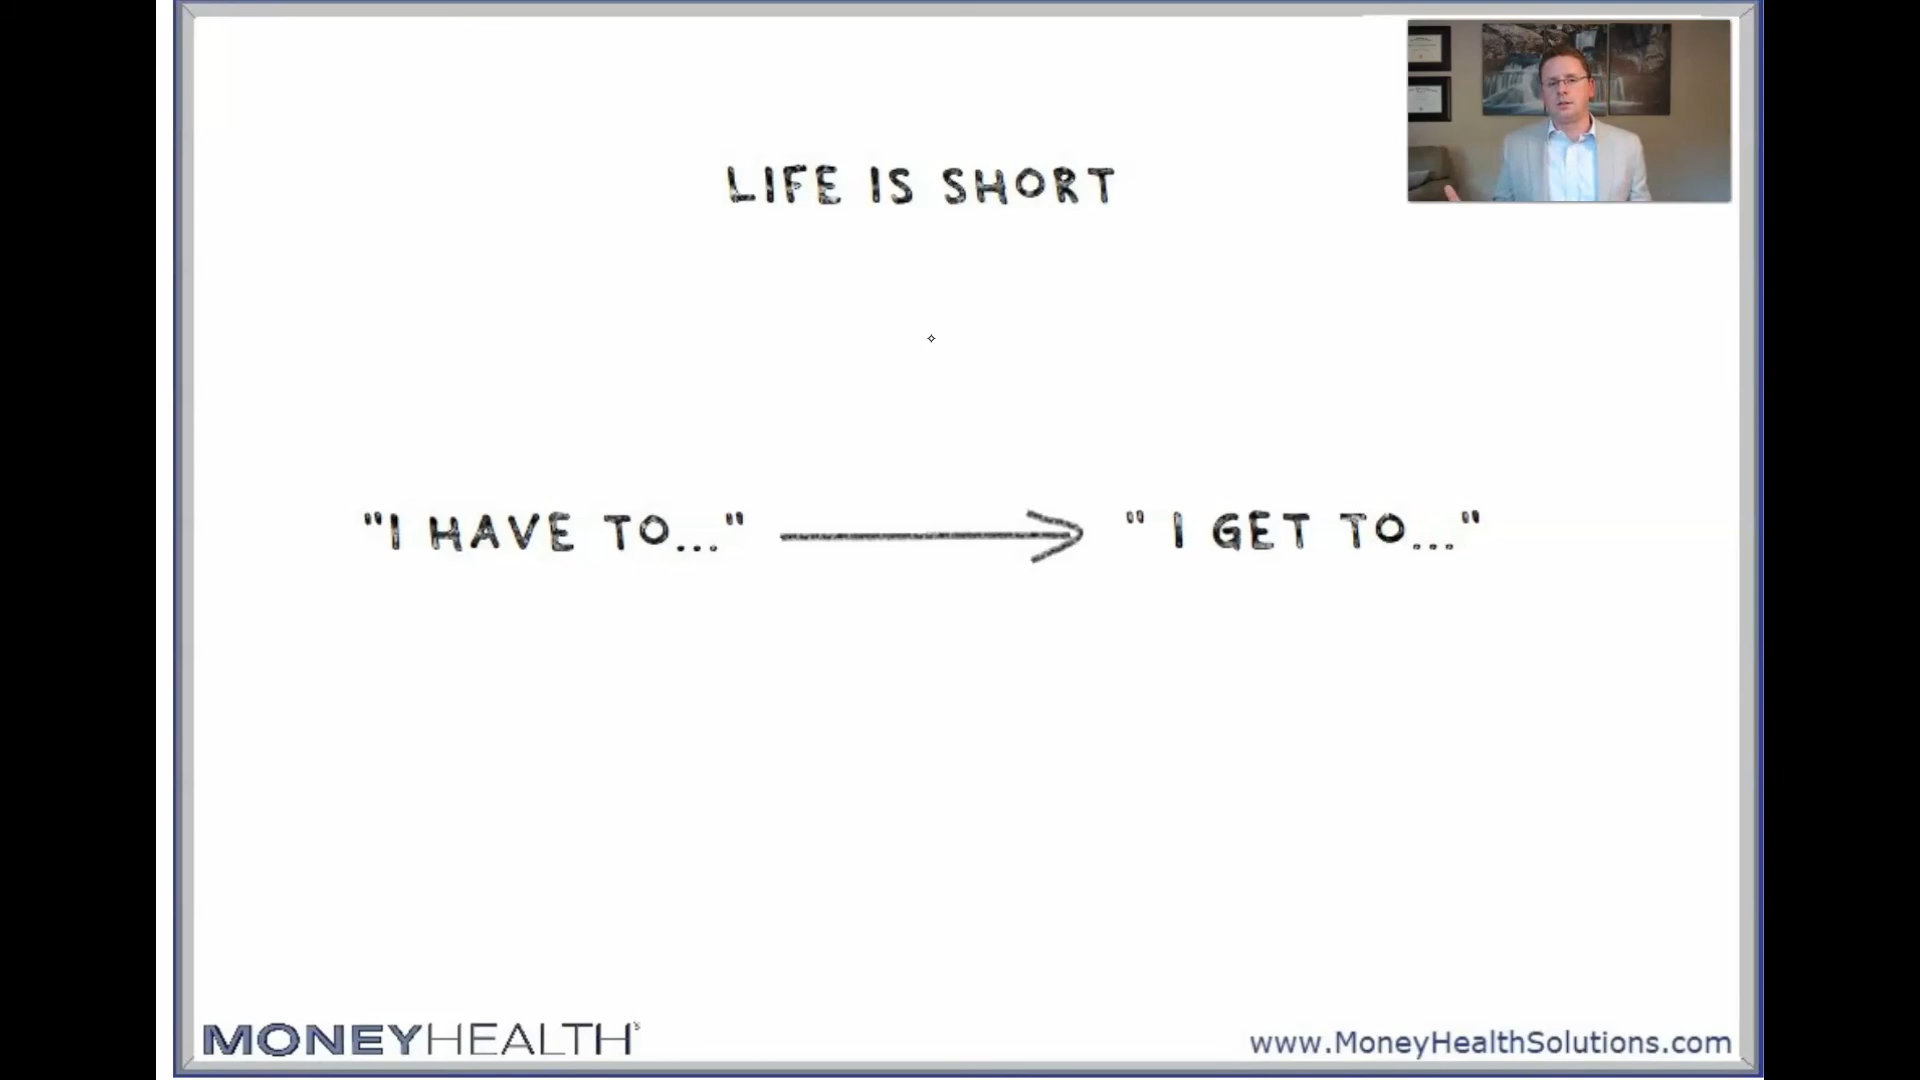 LIFE IS SHORT
"I HAVE TO..." " I GET TO..."
MONEYHEALTH
www.MoneyHealthSolutions.com